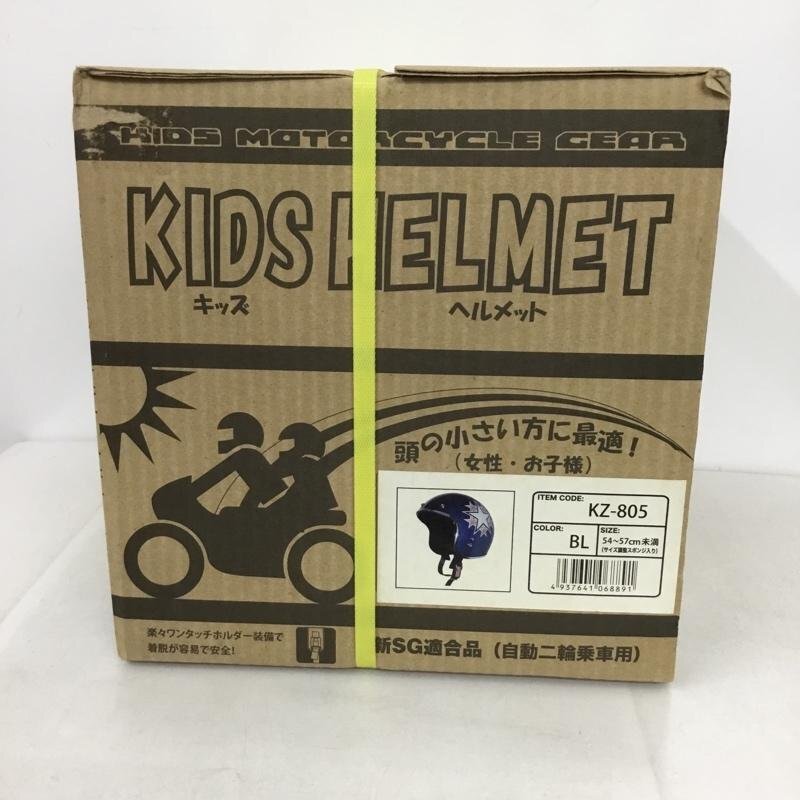 KIDS MOTORCYCLE GEAR
KIDS HELMET
キッズ ヘルメット
頭の小さい方に最適！
（女性・お子様）
ITEM CODE:
KZ-805
COLOR:
BL
SIZE:
54～57cm未満
(サイズ調整スポンジ入り)
4 937641 068891
楽々ワンタッチホルダー装備で
着脱が容易で安全!
新SG適合品（自動二輪乗車用）